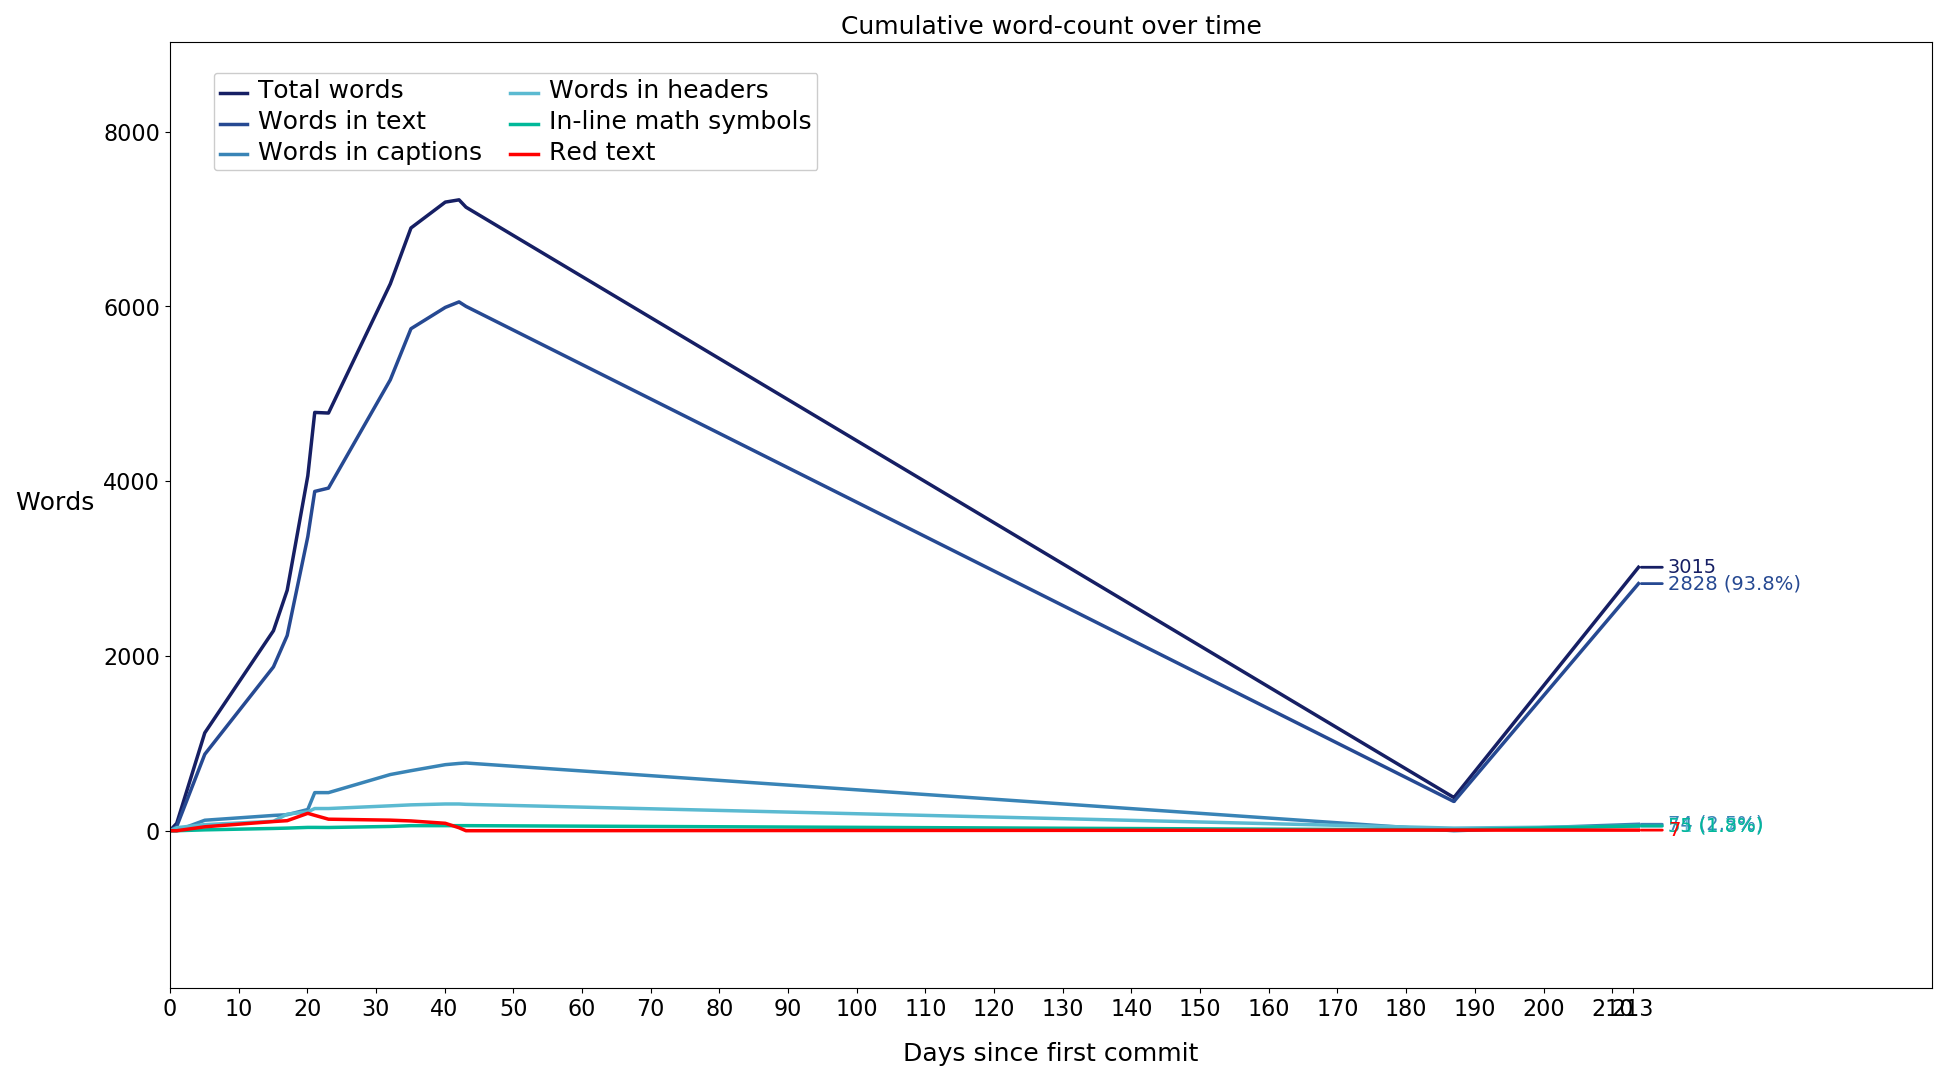 Cumulative word-count over time
Total words
Words in text
Words in captions
Words in headers
In-line math symbols
Red text
8000
6000
4000
2000
0
Words
3015
2828 (93.8%)
7
0 10 20 30 40 50 60 70 80 90 100 110 120 130 140 150 160 170 180 190 200 210 213
Days since first commit